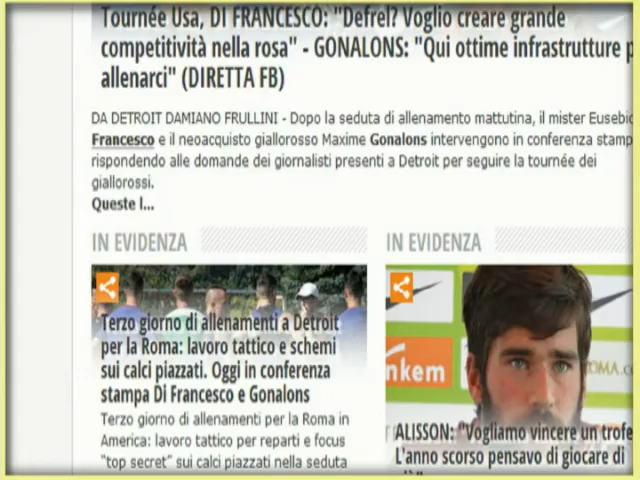 Tournée Usa, DI FRANCESCO: "Defrel? Voglio creare grande
competitività nella rosa" - GONALONS: "Qui ottime infrastrutture p
allenarci" (DIRETTA FB)
DA DETROIT DAMIANO FRULLINI - Dopo la seduta di allenamento mattutina, il mister Eusebio
Francesco e il neoacquisto giallorosso Maxime Gonalons intervengono in conferenza stamp
rispondendo alle domande dei giornalisti presenti a Detroit per seguire la tournée dei
giallorossi.
Queste l...
IN EVIDENZA
Terzo giorno di allenamenti a Detroit
per la Roma: lavoro tattico e schemi
sui calci piazzati. Oggi in conferenza
stampa Di Francesco e Gonalons
Terzo giorno di allenamenti per la Roma in
America: lavoro tattico per reparti e focus
"top secret" sui calci piazzati nella seduta
IN EVIDENZA
nkem
ROMA.c
ALISSON: "Vogliamo vincere un trofe
L'anno scorso pensavo di giocare di